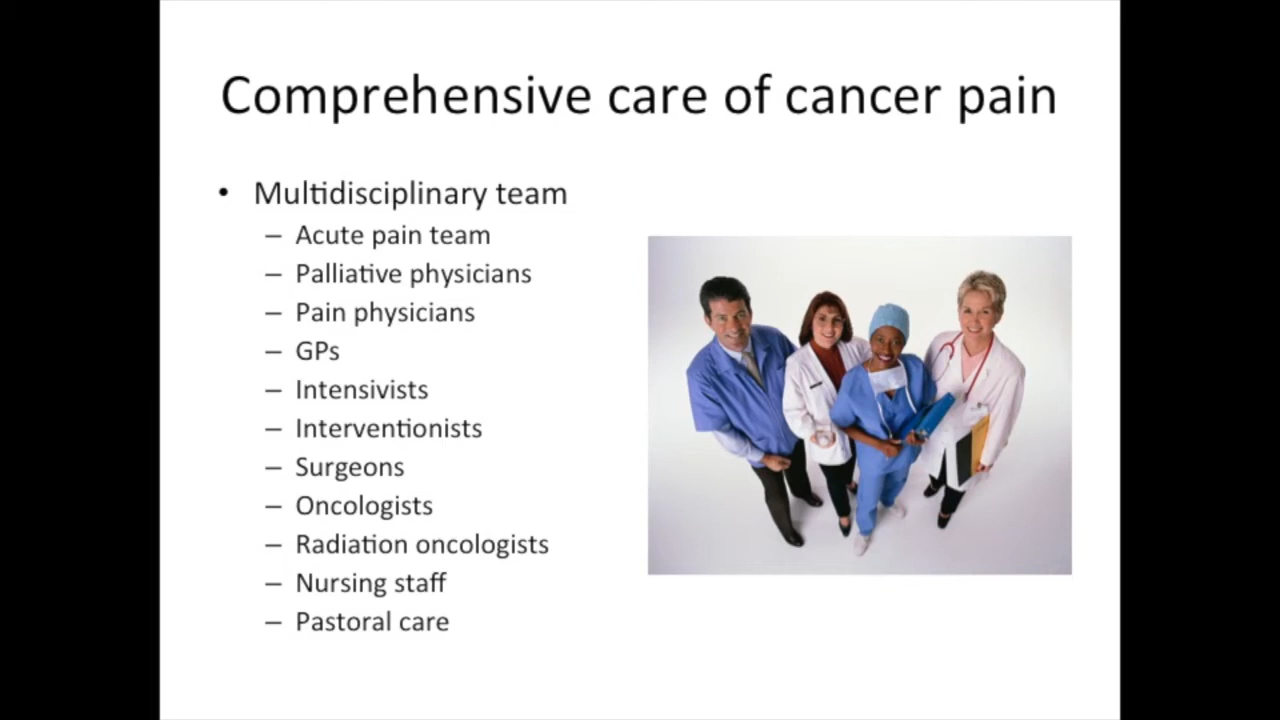 Comprehensive care of cancer pain
• Multidisciplinary team
– Acute pain team
– Palliative physicians
– Pain physicians
– GPs
– Intensivists
– Interventionists
– Surgeons
– Oncologists
– Radiation oncologists
– Nursing staff
– Pastoral care